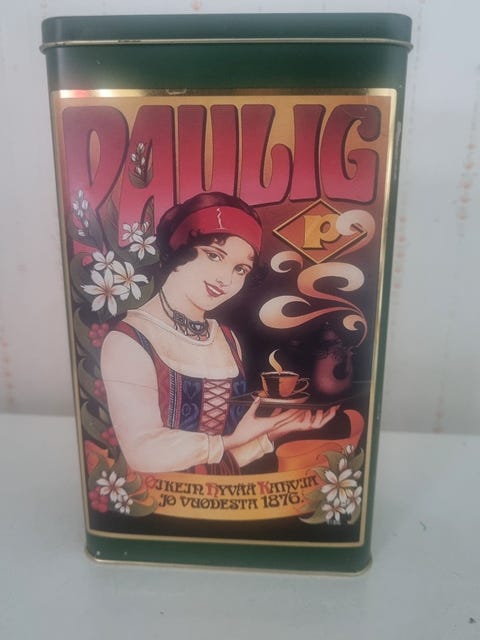 PAULIG
P
OIKEIN HYVÄÄ KAHVIA
JO VUODESTA 1876.